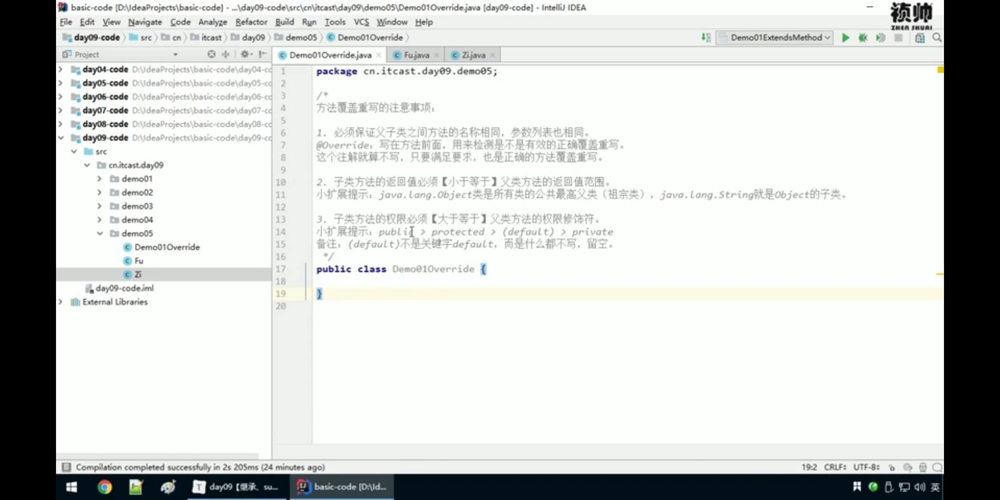 basic-code [D:\IdeaProjects\basic-code] - ...\day09-code\src\cn\itcast\day09\demo05\Demo01Override.java [day09-code] - IntelliJ IDEA
祯帅
ZHEN SHUAI
File Edit View Navigate Code Analyze Refactor Build Run Tools VCS Window Help
day09-code src cn itcast day09 demo05 Demo01Override
Demo01ExtendsMethod
Project
Demo01Override.java Fu.java Zi.java
day04-code D:\IdeaProjects\basic-code\day04-cc
day05-code D:\IdeaProjects\basic-code\day05-cc
day06-code D:\IdeaProjects\basic-code\day06-cc
day07-code D:\IdeaProjects\basic-code\day07-cc
day08-code D:\IdeaProjects\basic-code\day08-cc
day09-code D:\IdeaProjects\basic-code\day09-cc
src
cn.itcast.day09
demo01
demo02
demo03
demo04
demo05
Demo01Override
Fu
Zi
day09-code.iml
External Libraries
1 package cn.itcast.day09.demo05;
2
3 /*
4 方法覆盖重写的注意事项：
5
6 1. 必须保证父子类之间方法的名称相同，参数列表也相同。
7 @Override：写在方法前面，用来检测是不是有效的正确覆盖重写。
8 这个注解就算不写，只要满足要求，也是正确的方法覆盖重写。
9
10 2. 子类方法的返回值必须【小于等于】父类方法的返回值范围。
11 小扩展提示：java.lang.Object类是所有类的公共最高父类（祖宗类），java.lang.String就是Object的子类。
12
13 3. 子类方法的权限必须【大于等于】父类方法的权限修饰符。
14 小扩展提示：public > protected > (default) > private
15 备注：(default)不是关键字default，而是什么都不写，留空。
16 */
17 public class Demo01Override {
18
19 }
20
Compilation completed successfully in 2s 205ms (24 minutes ago)
19:2 CRLF: UTF-8:
day09【继承、su...
basic-code [D:\Id...
英